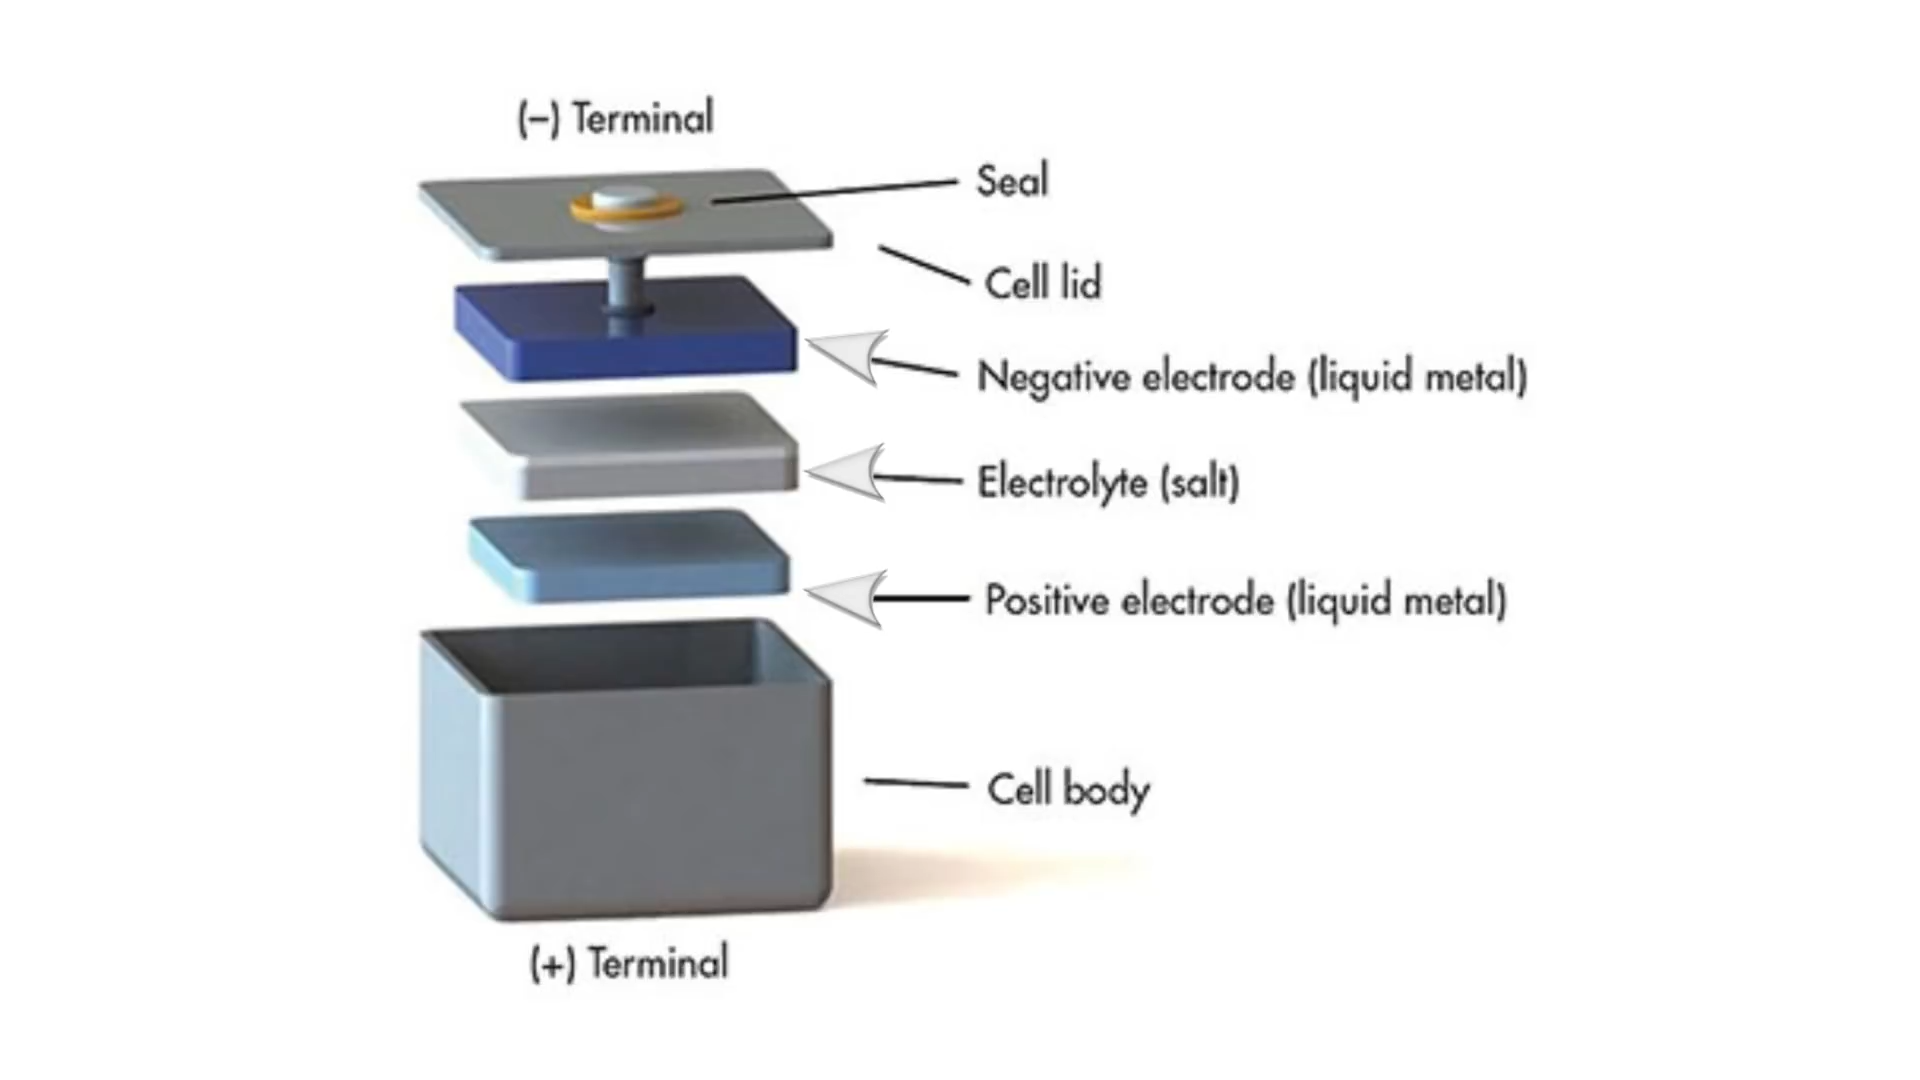 (–) Terminal
Seal
Cell lid
Negative electrode (liquid metal)
Electrolyte (salt)
Positive electrode (liquid metal)
Cell body
(+) Terminal